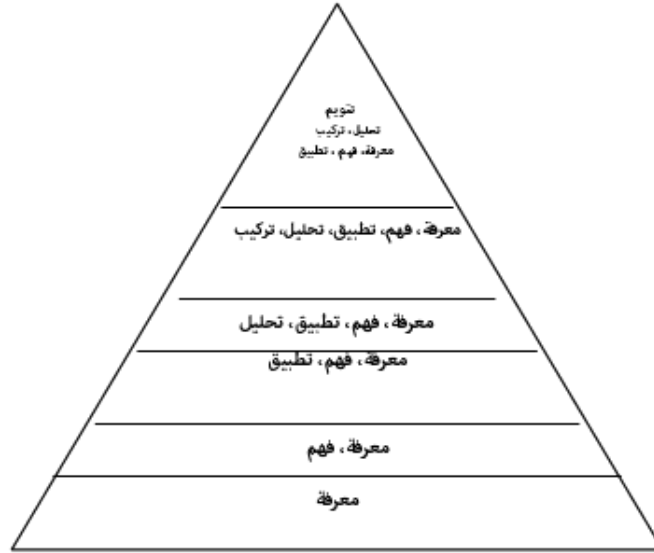 تقويم
تحليل، تركيب
معرفة، فهم، تطبيق
معرفة، فهم، تطبيق، تحليل، تركيب
معرفة، فهم، تطبيق، تحليل
معرفة، فهم، تطبيق
معرفة، فهم
معرفة